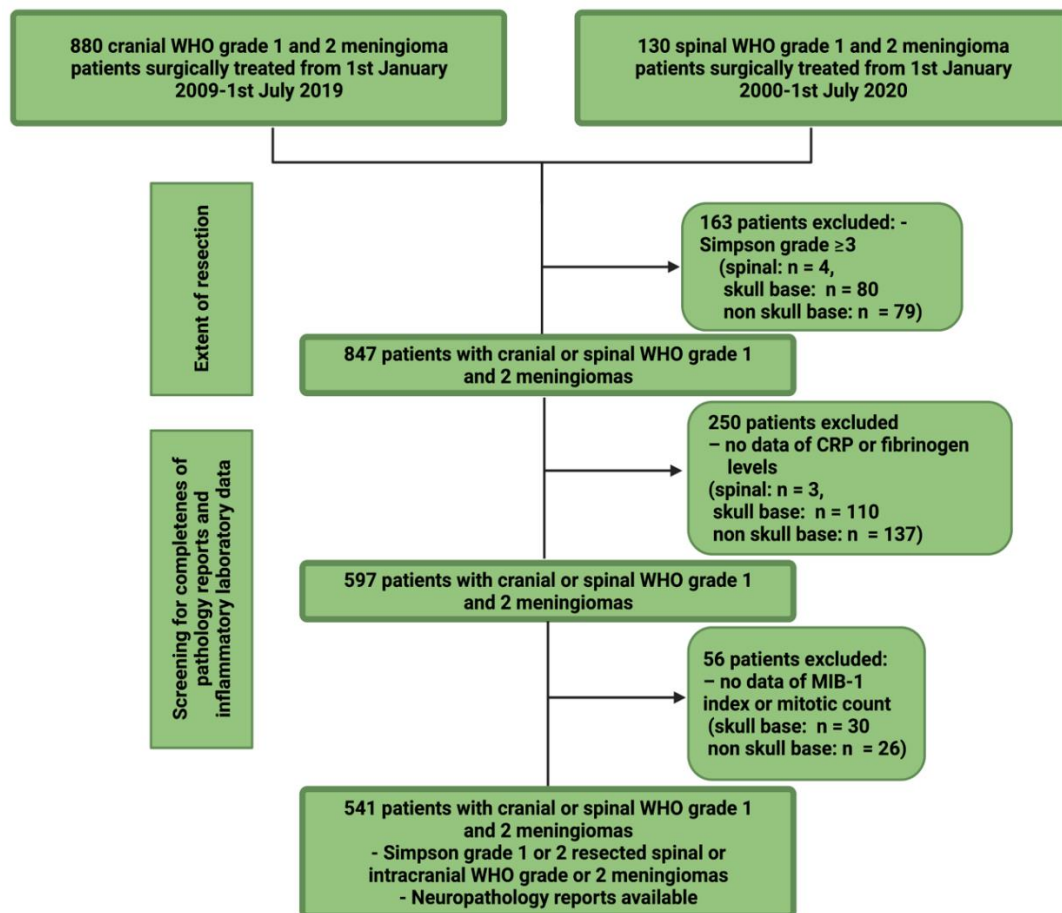 880 cranial WHO grade 1 and 2 meningioma
patients surgically treated from 1st January
2009-1st July 2019
130 spinal WHO grade 1 and 2 meningioma
patients surgically treated from 1st January
2000-1st July 2020
Extent of resection
163 patients excluded: -
Simpson grade ≥3
(spinal: n = 4,
skull base: n = 80
non skull base: n = 79)
847 patients with cranial or spinal WHO grade 1
and 2 meningiomas
Screening for completenes of
pathology reports and
inflammatory laboratory data
250 patients excluded
– no data of CRP or fibrinogen
levels
(spinal: n = 3,
skull base: n = 110
non skull base: n = 137)
597 patients with cranial or spinal WHO grade 1
and 2 meningiomas
56 patients excluded:
– no data of MIB-1
index or mitotic count
(skull base: n = 30
non skull base: n = 26)
541 patients with cranial or spinal WHO grade 1
and 2 meningiomas
- Simpson grade 1 or 2 resected spinal or
intracranial WHO grade or 2 meningiomas
- Neuropathology reports available